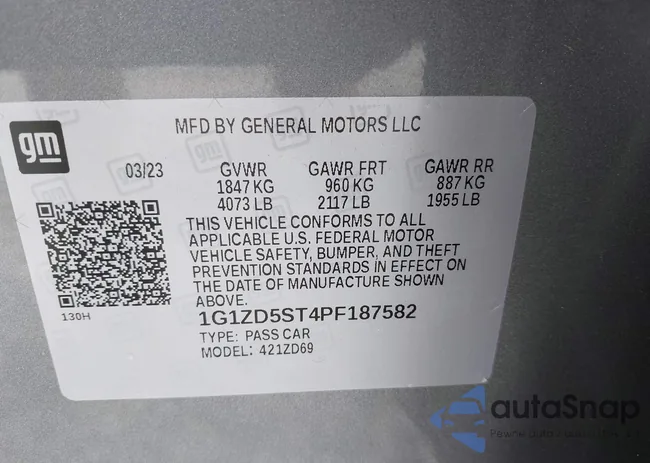 gm
MFD BY GENERAL MOTORS LLC
03/23 GVWR GAWR FRT GAWR RR
1847 KG 960 KG 887 KG
4073 LB 2117 LB 1955 LB
THIS VEHICLE CONFORMS TO ALL
APPLICABLE U.S. FEDERAL MOTOR
VEHICLE SAFETY, BUMPER, AND THEFT
PREVENTION STANDARDS IN EFFECT ON
THE DATE OF MANUFACTURE SHOWN
ABOVE.
130H
1G1ZD5ST4PF187582
TYPE: PASS CAR
MODEL: 421ZD69
autaSnap